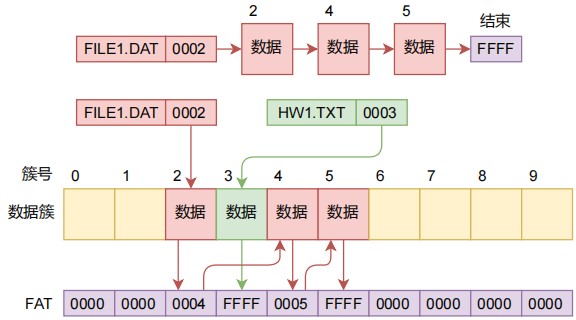 2 4 5 结束
FILE1.DAT 0002 数据 数据 数据 FFFF
FILE1.DAT 0002 HW1.TXT 0003
簇号 0 1 2 3 4 5 6 7 8 9
数据簇 数据 数据 数据 数据
FAT 0000 0000 0004 FFFF 0005 FFFF 0000 0000 0000 0000